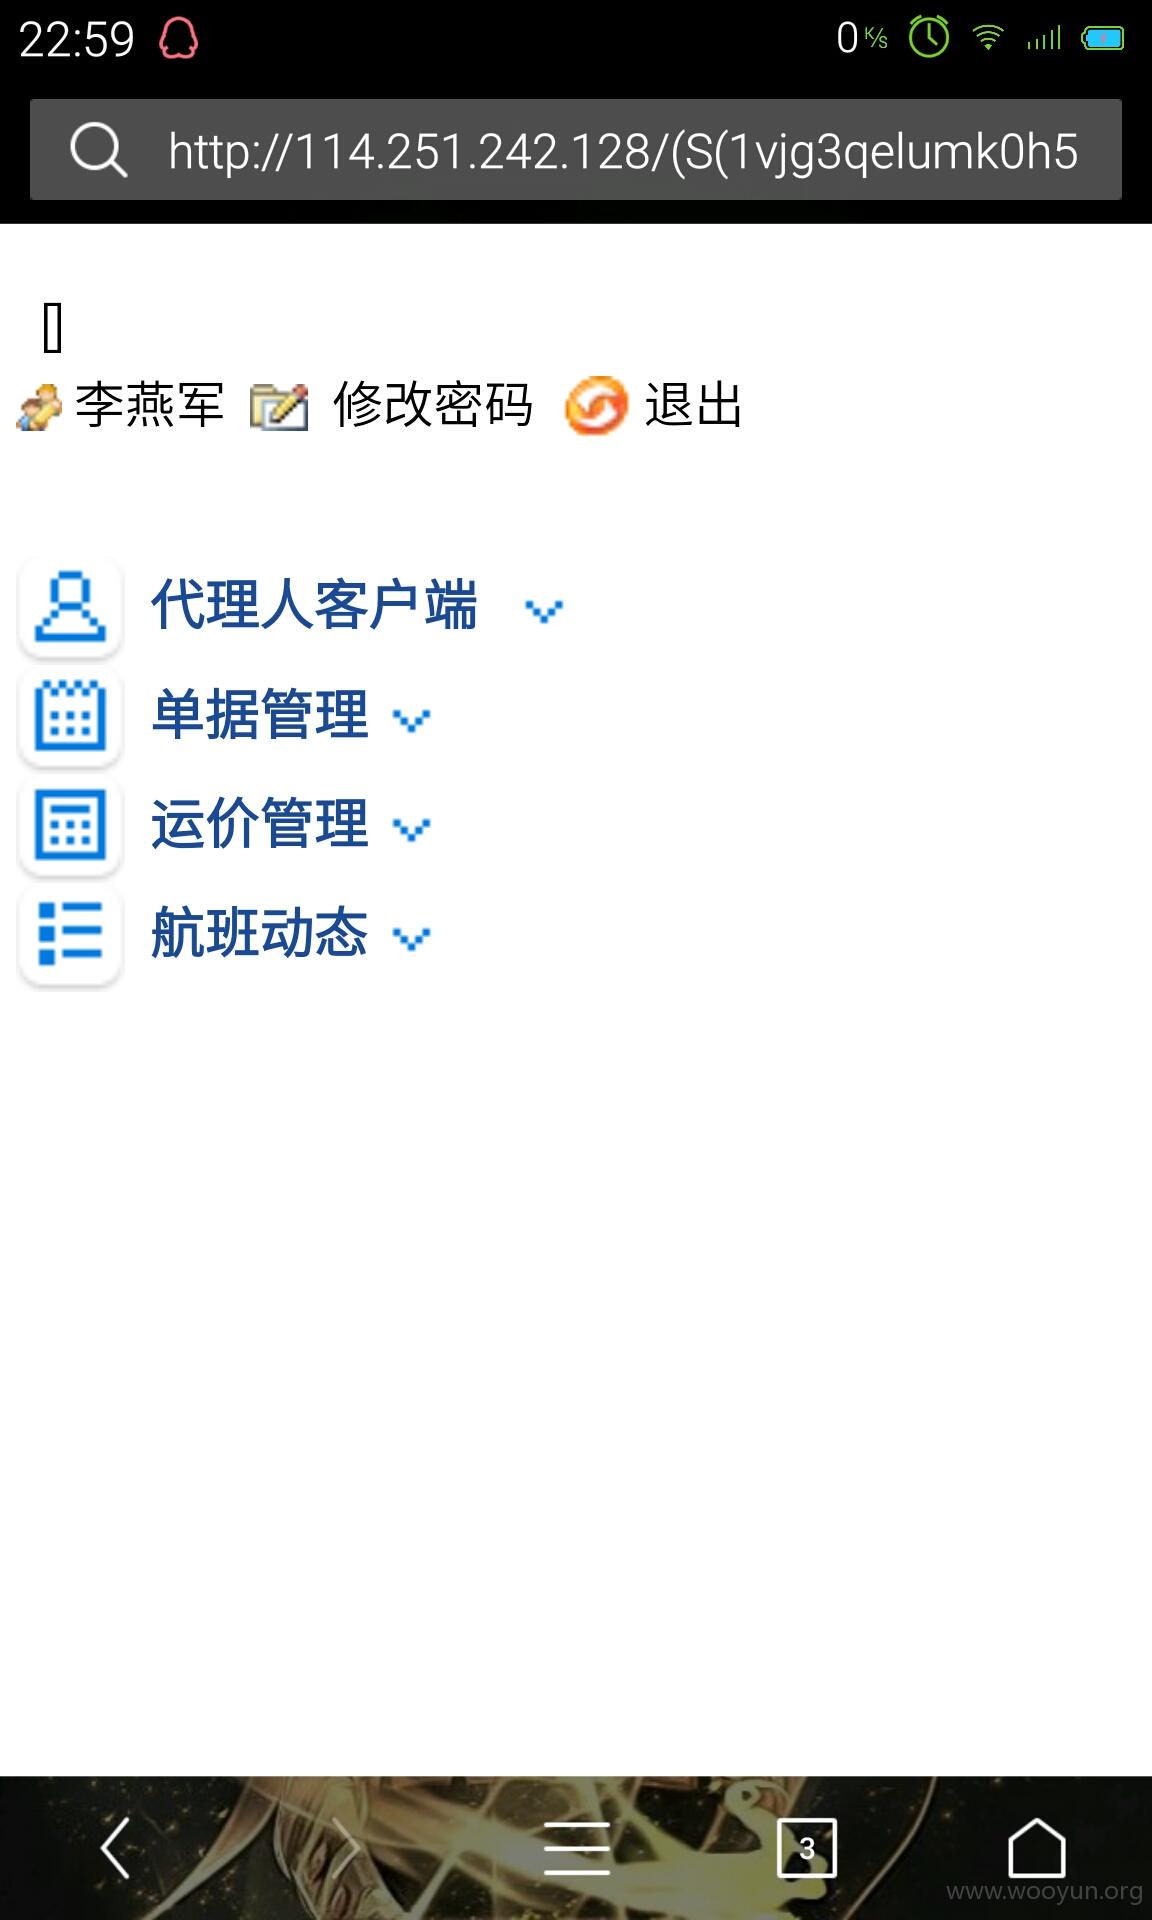 22:59 0 K/s
http://114.251.242.128/(S(1vjg3qelumk0h5
李燕军 修改密码 退出
代理人客户端
单据管理
运价管理
航班动态
3
www.wooyun.org